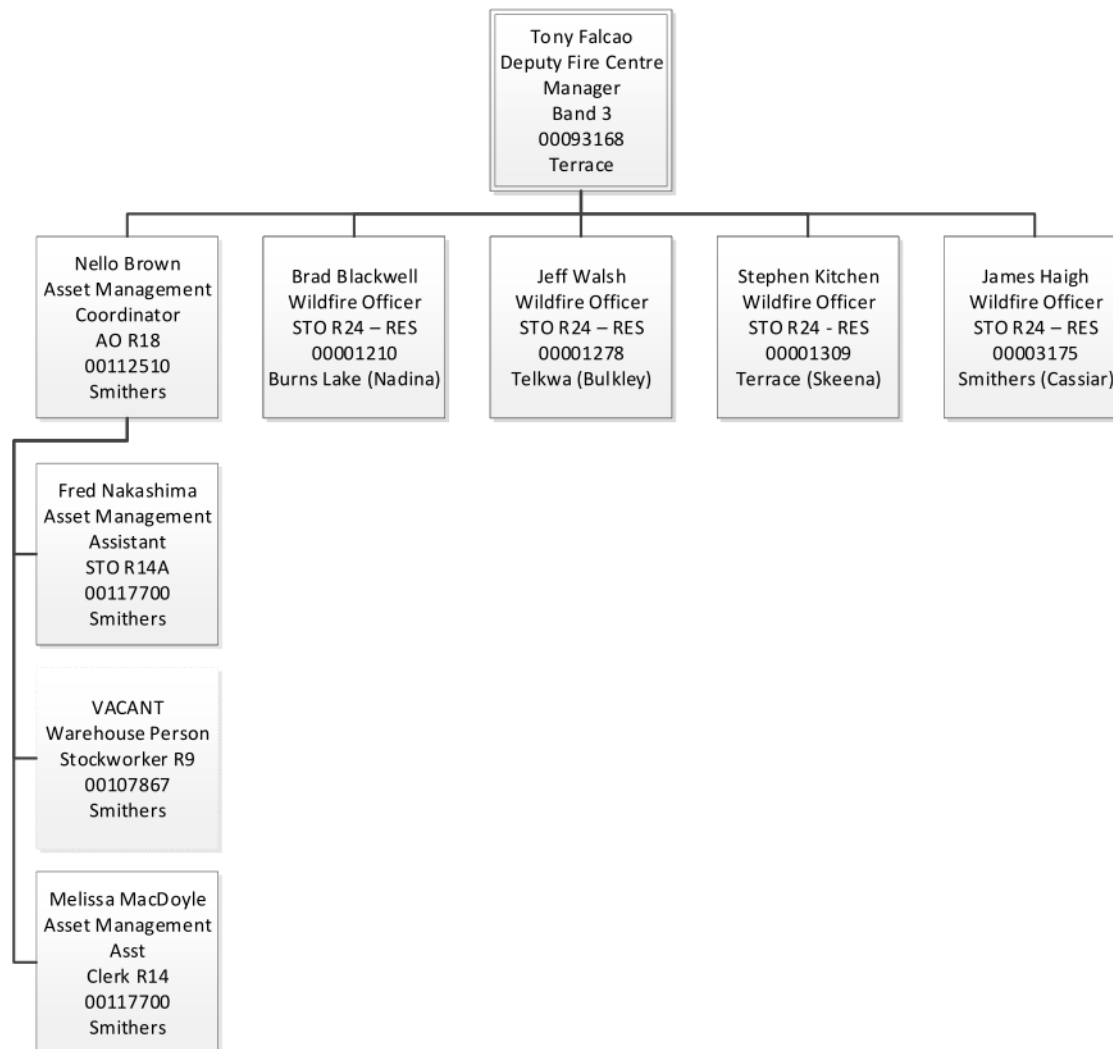 Tony Falcao
Deputy Fire Centre
Manager
Band 3
00093168
Terrace
Nello Brown
Asset Management
Coordinator
AO R18
00112510
Smithers
Brad Blackwell
Wildfire Officer
STO R24 – RES
00001210
Burns Lake (Nadina)
Jeff Walsh
Wildfire Officer
STO R24 – RES
00001278
Telkwa (Bulkley)
Stephen Kitchen
Wildfire Officer
STO R24 - RES
00001309
Terrace (Skeena)
James Haigh
Wildfire Officer
STO R24 – RES
00003175
Smithers (Cassiar)
Fred Nakashima
Asset Management
Assistant
STO R14A
00117700
Smithers
VACANT
Warehouse Person
Stockworker R9
00107867
Smithers
Melissa MacDoyle
Asset Management
Asst
Clerk R14
00117700
Smithers